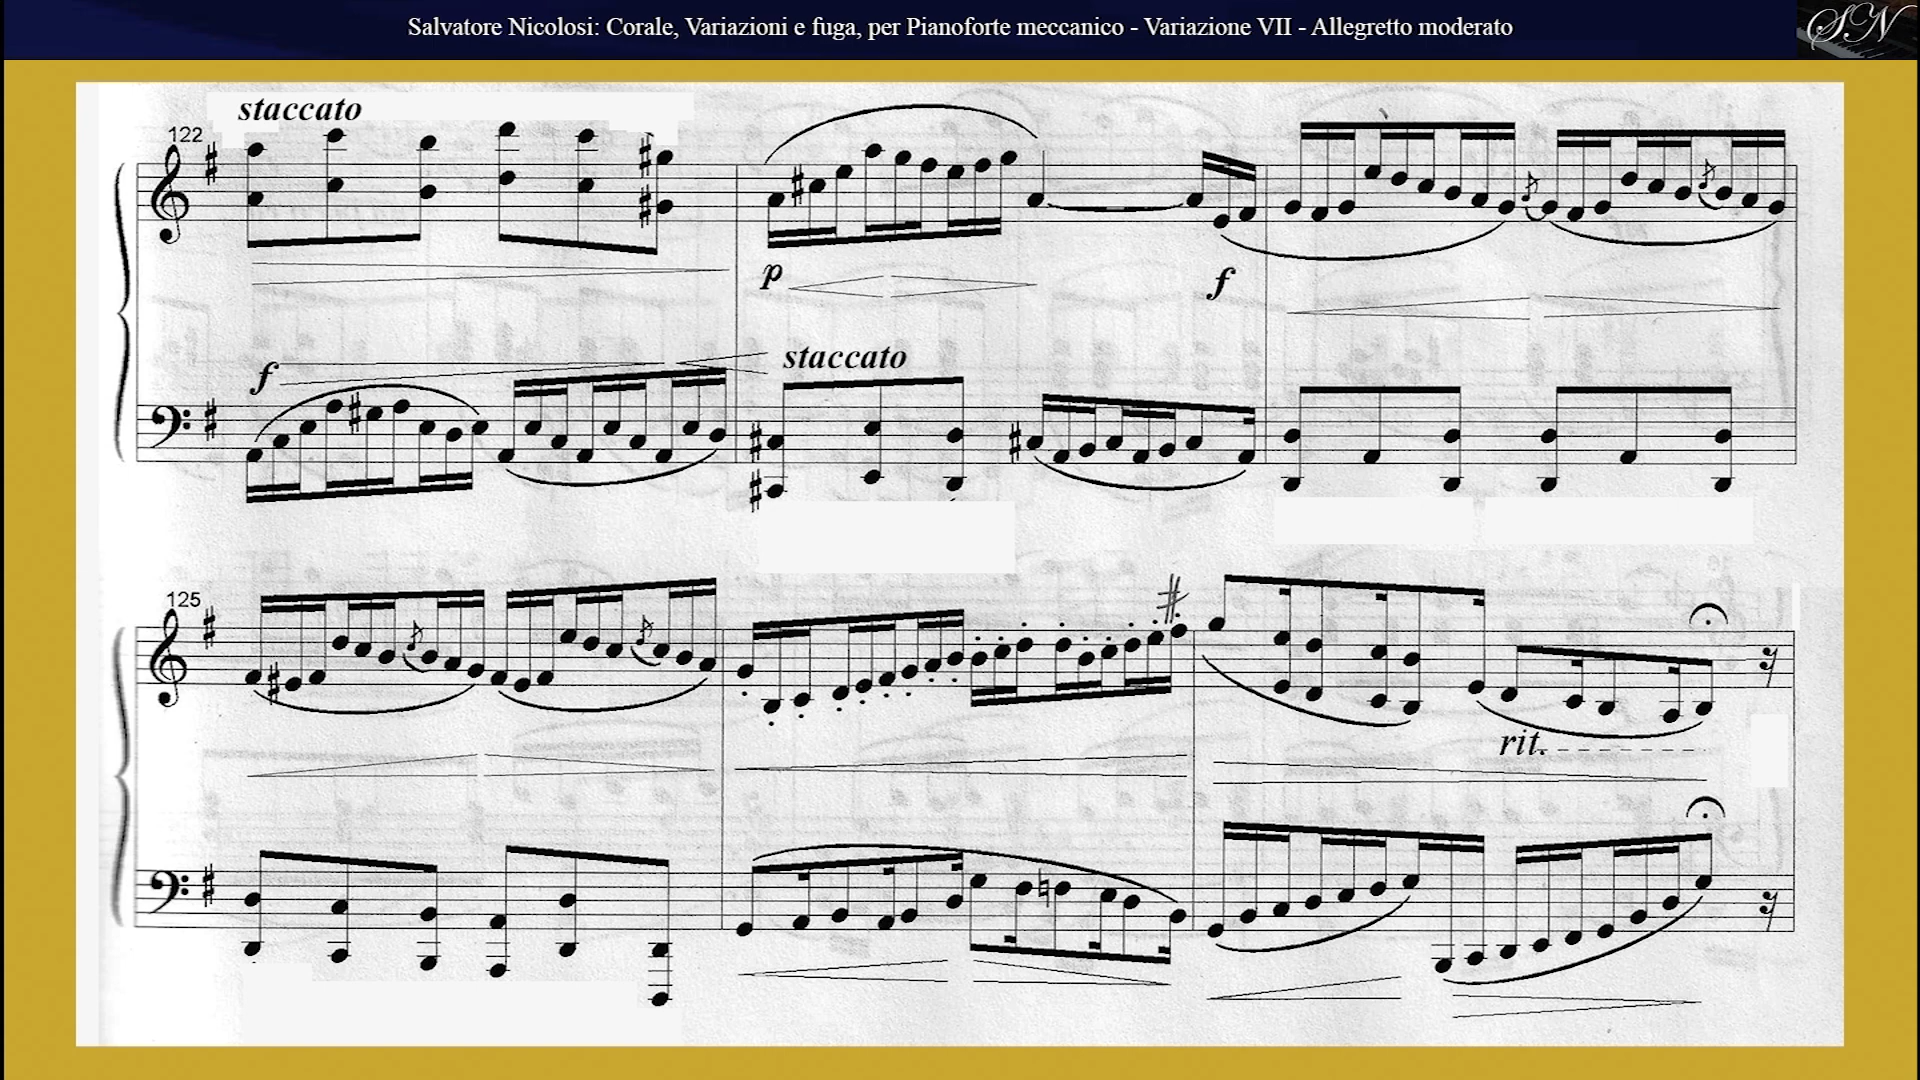 Salvatore Nicolosi: Corale, Variazioni e fuga, per Pianoforte meccanico - Variazione VII - Allegretto moderato
SN
staccato
122
p
f
f
staccato
125
rit.